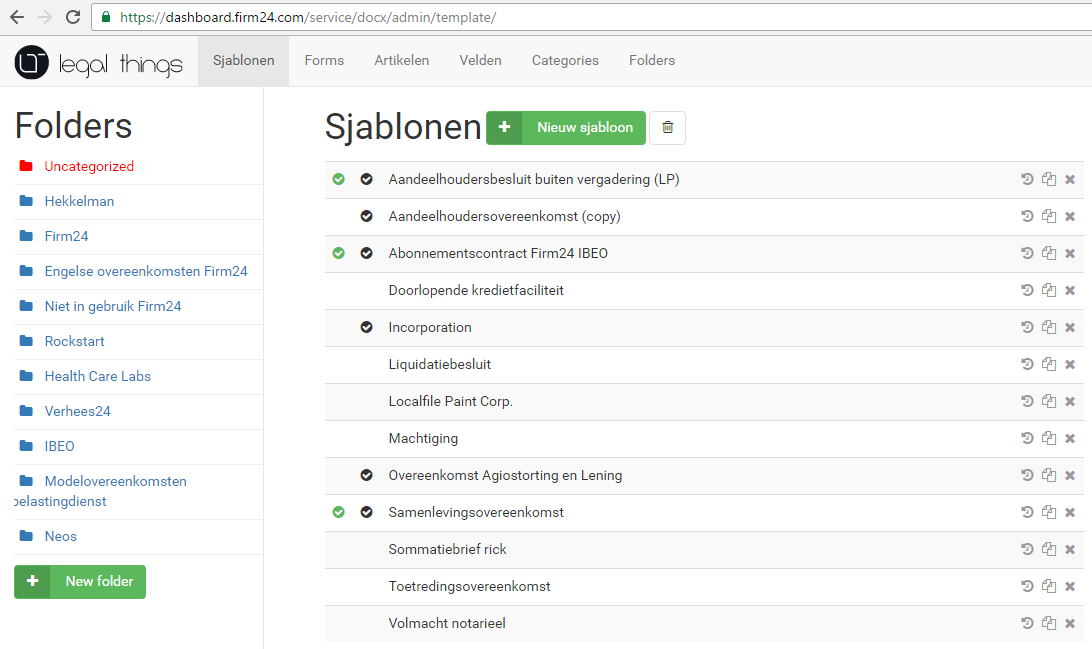 https://dashboard.firm24.com/service/docx/admin/template/
legal things
Sjablonen Forms Artikelen Velden Categories Folders
Folders
Uncategorized
Hekkelman
Firm24
Engelse overeenkomsten Firm24
Niet in gebruik Firm24
Rockstart
Health Care Labs
Verhees24
IBEO
Modelovereenkomsten
belastingdienst
Neos
+ New folder
Sjablonen + Nieuw sjabloon
Aandeelhoudersbesluit buiten vergadering (LP)
Aandeelhoudersovereenkomst (copy)
Abonnementscontract Firm24 IBEO
Doorlopende kredietfaciliteit
Incorporation
Liquidatiebesluit
Localfile Paint Corp.
Machtiging
Overeenkomst Agiostorting en Lening
Samenlevingsovereenkomst
Sommatiebrief rick
Toetredingsovereenkomst
Volmacht notarieel